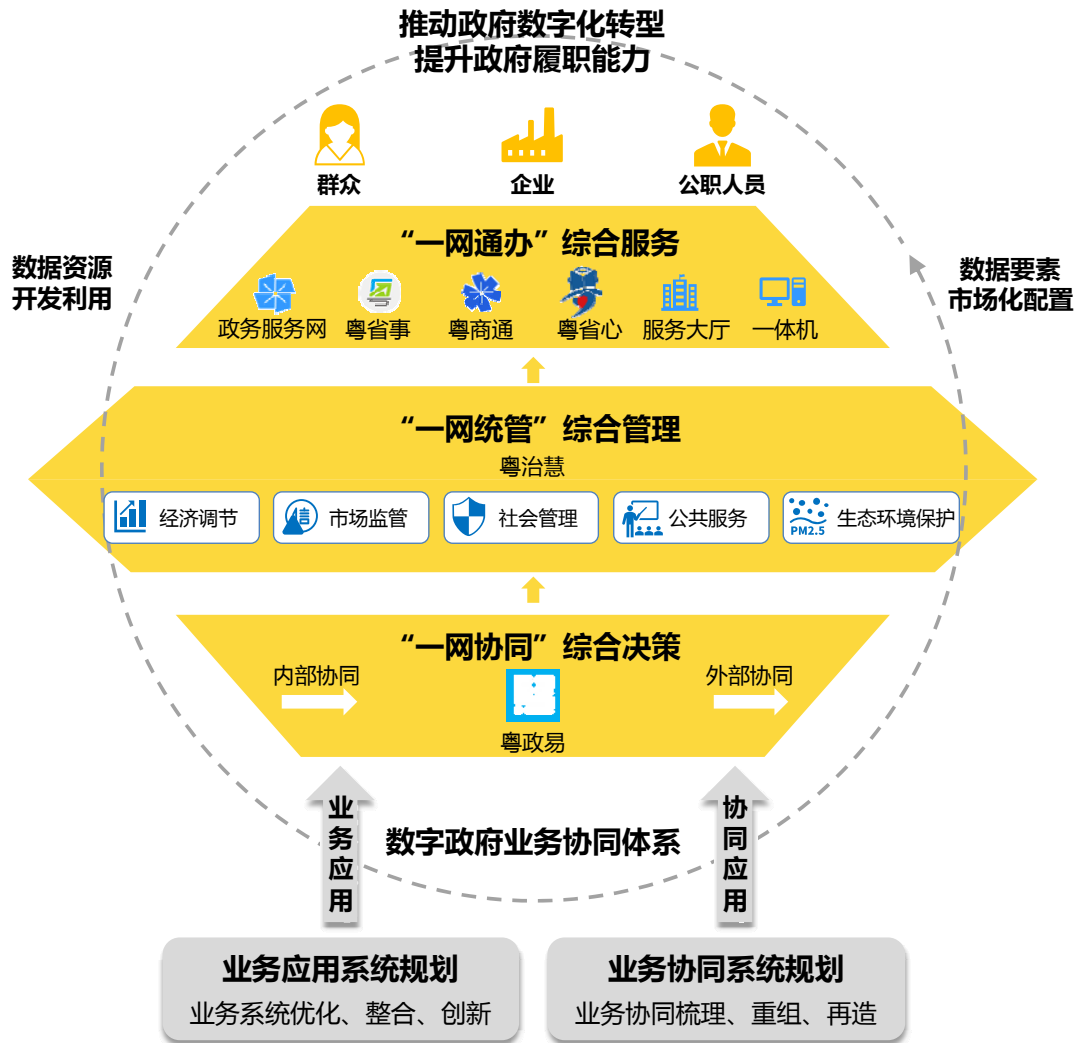 推动政府数字化转型
提升政府履职能力
群众
企业
公职人员
数据资源
开发利用
数据要素
市场化配置
“一网通办”综合服务
政务服务网
粤省事
粤商通
粤省心
服务大厅
一体机
“一网统管”综合管理
粤治慧
经济调节
信
市场监管
社会管理
公共服务
PM2.5
生态环境保护
“一网协同”综合决策
内部协同
外部协同
粤政易
业务应用
协同应用
数字政府业务协同体系
业务应用系统规划
业务系统优化、整合、创新
业务协同系统规划
业务协同梳理、重组、再造